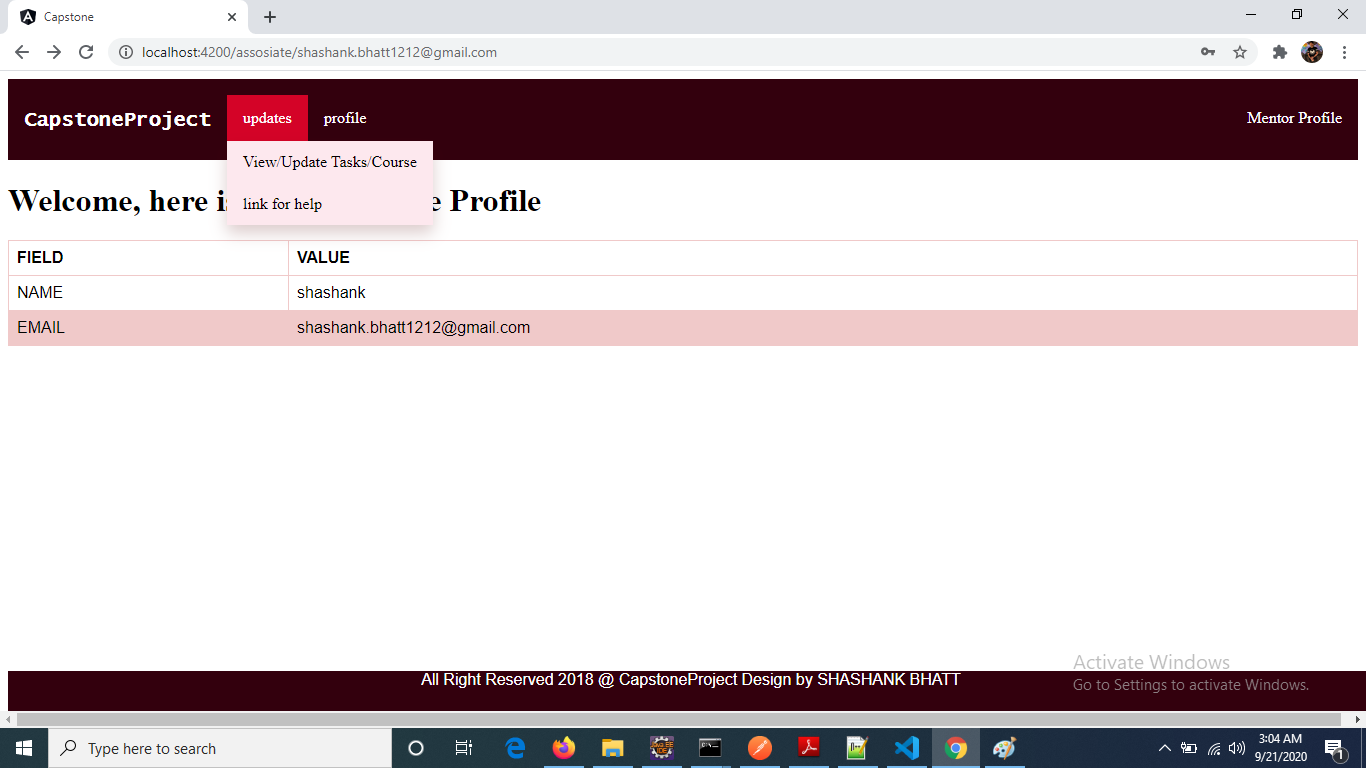 Capstone
localhost:4200/assosiate/shashank.bhatt1212@gmail.com
CapstoneProject updates profile Mentor Profile
View/Update Tasks/Course
link for help
Welcome, here is e Profile
FIELD VALUE
NAME shashank
EMAIL shashank.bhatt1212@gmail.com
Activate Windows
Go to Settings to activate Windows.
All Right Reserved 2018 @ CapstoneProject Design by SHASHANK BHATT
Type here to search
3:04 AM
9/21/2020
1